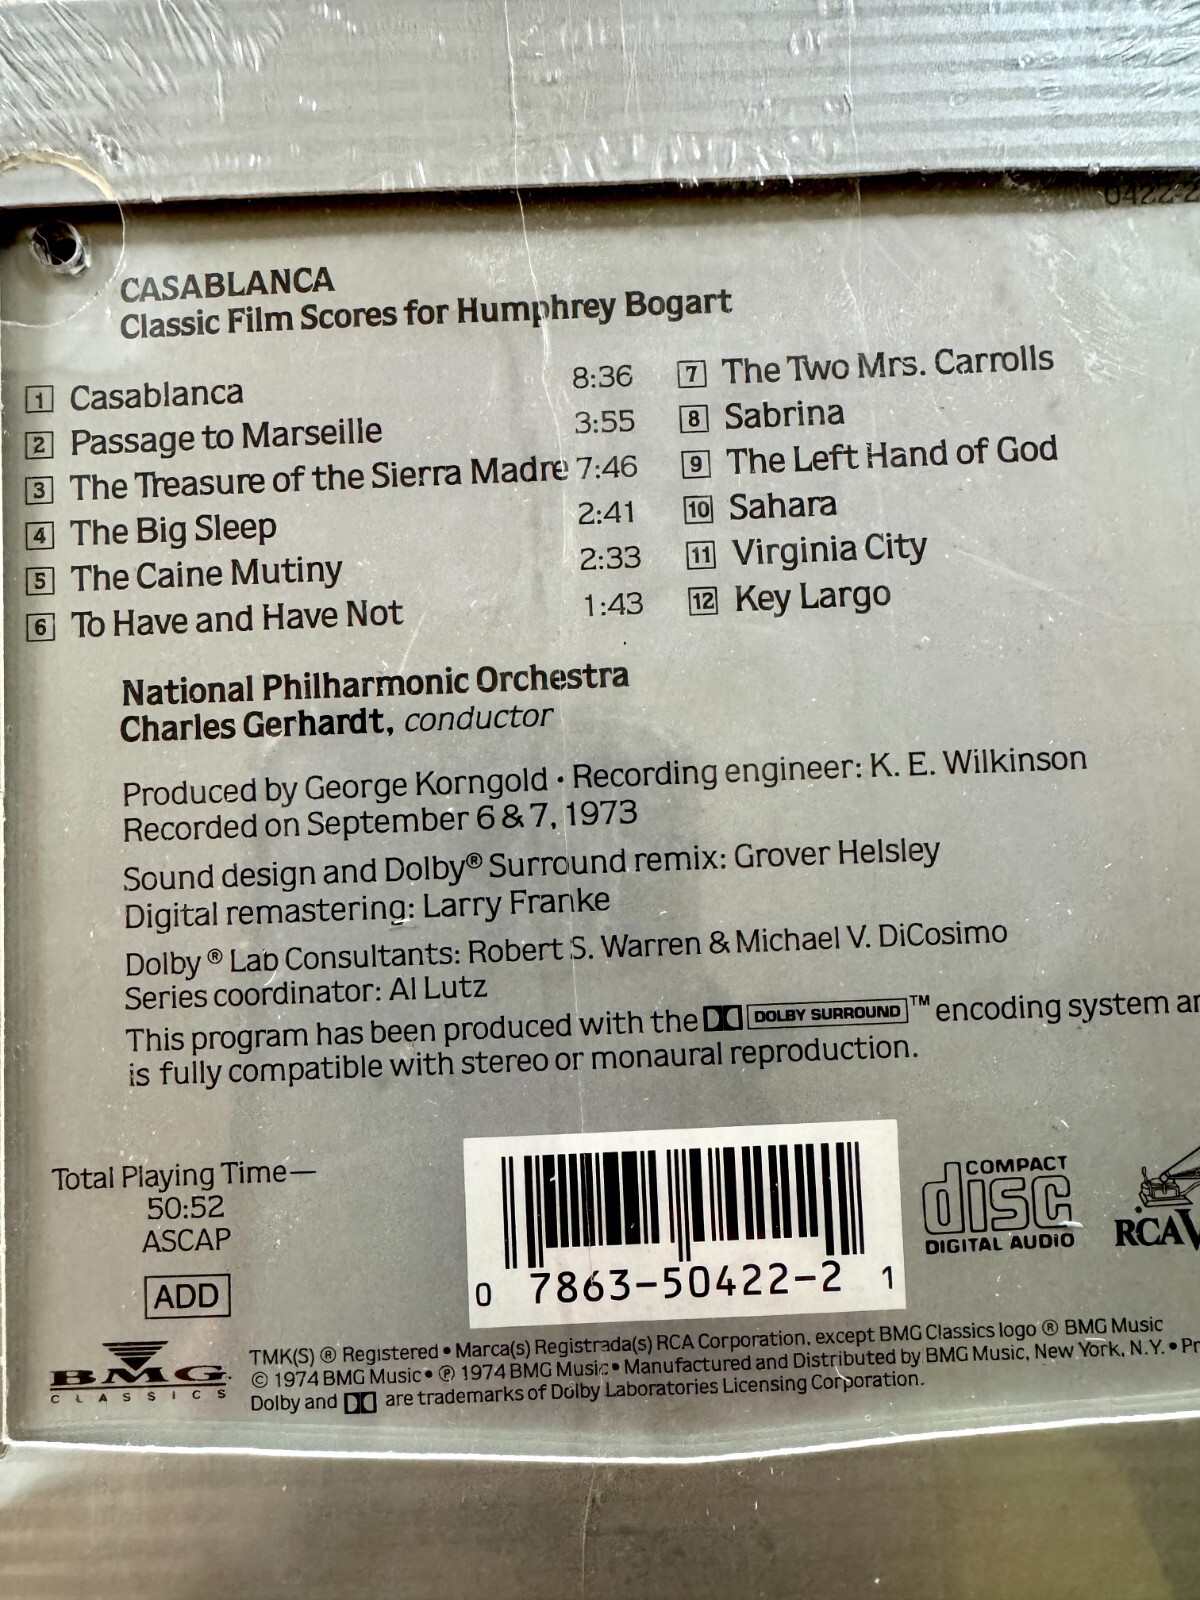 0422-2
CASABLANCA
Classic Film Scores for Humphrey Bogart
1 Casablanca 8:36
2 Passage to Marseille 3:55
3 The Treasure of the Sierra Madre 7:46
4 The Big Sleep 2:41
5 The Caine Mutiny 2:33
6 To Have and Have Not 1:43
7 The Two Mrs. Carrolls
8 Sabrina
9 The Left Hand of God
10 Sahara
11 Virginia City
12 Key Largo
National Philharmonic Orchestra
Charles Gerhardt, conductor
Produced by George Korngold · Recording engineer: K. E. Wilkinson
Recorded on September 6 & 7, 1973
Sound design and Dolby® Surround remix: Grover Helsley
Digital remastering: Larry Franke
Dolby® Lab Consultants: Robert S. Warren & Michael V. DiCosimo
Series coordinator: Al Lutz
This program has been produced with the DOLBY SURROUND™ encoding system
is fully compatible with stereo or monaural reproduction.
Total Playing Time—
50:52
ASCAP
ADD
0 7863-50422-2 1
COMPACT
disc
DIGITAL AUDIO
RCA
BMG
CLASSICS
TMK(S) ® Registered • Marca(s) Registrada(s) RCA Corporation, except BMG Classics logo ® BMG Music
© 1974 BMG Music • ℗ 1974 BMG Music • Manufactured and Distributed by BMG Music, New York, N.Y. •
Dolby and are trademarks of Dolby Laboratories Licensing Corporation.